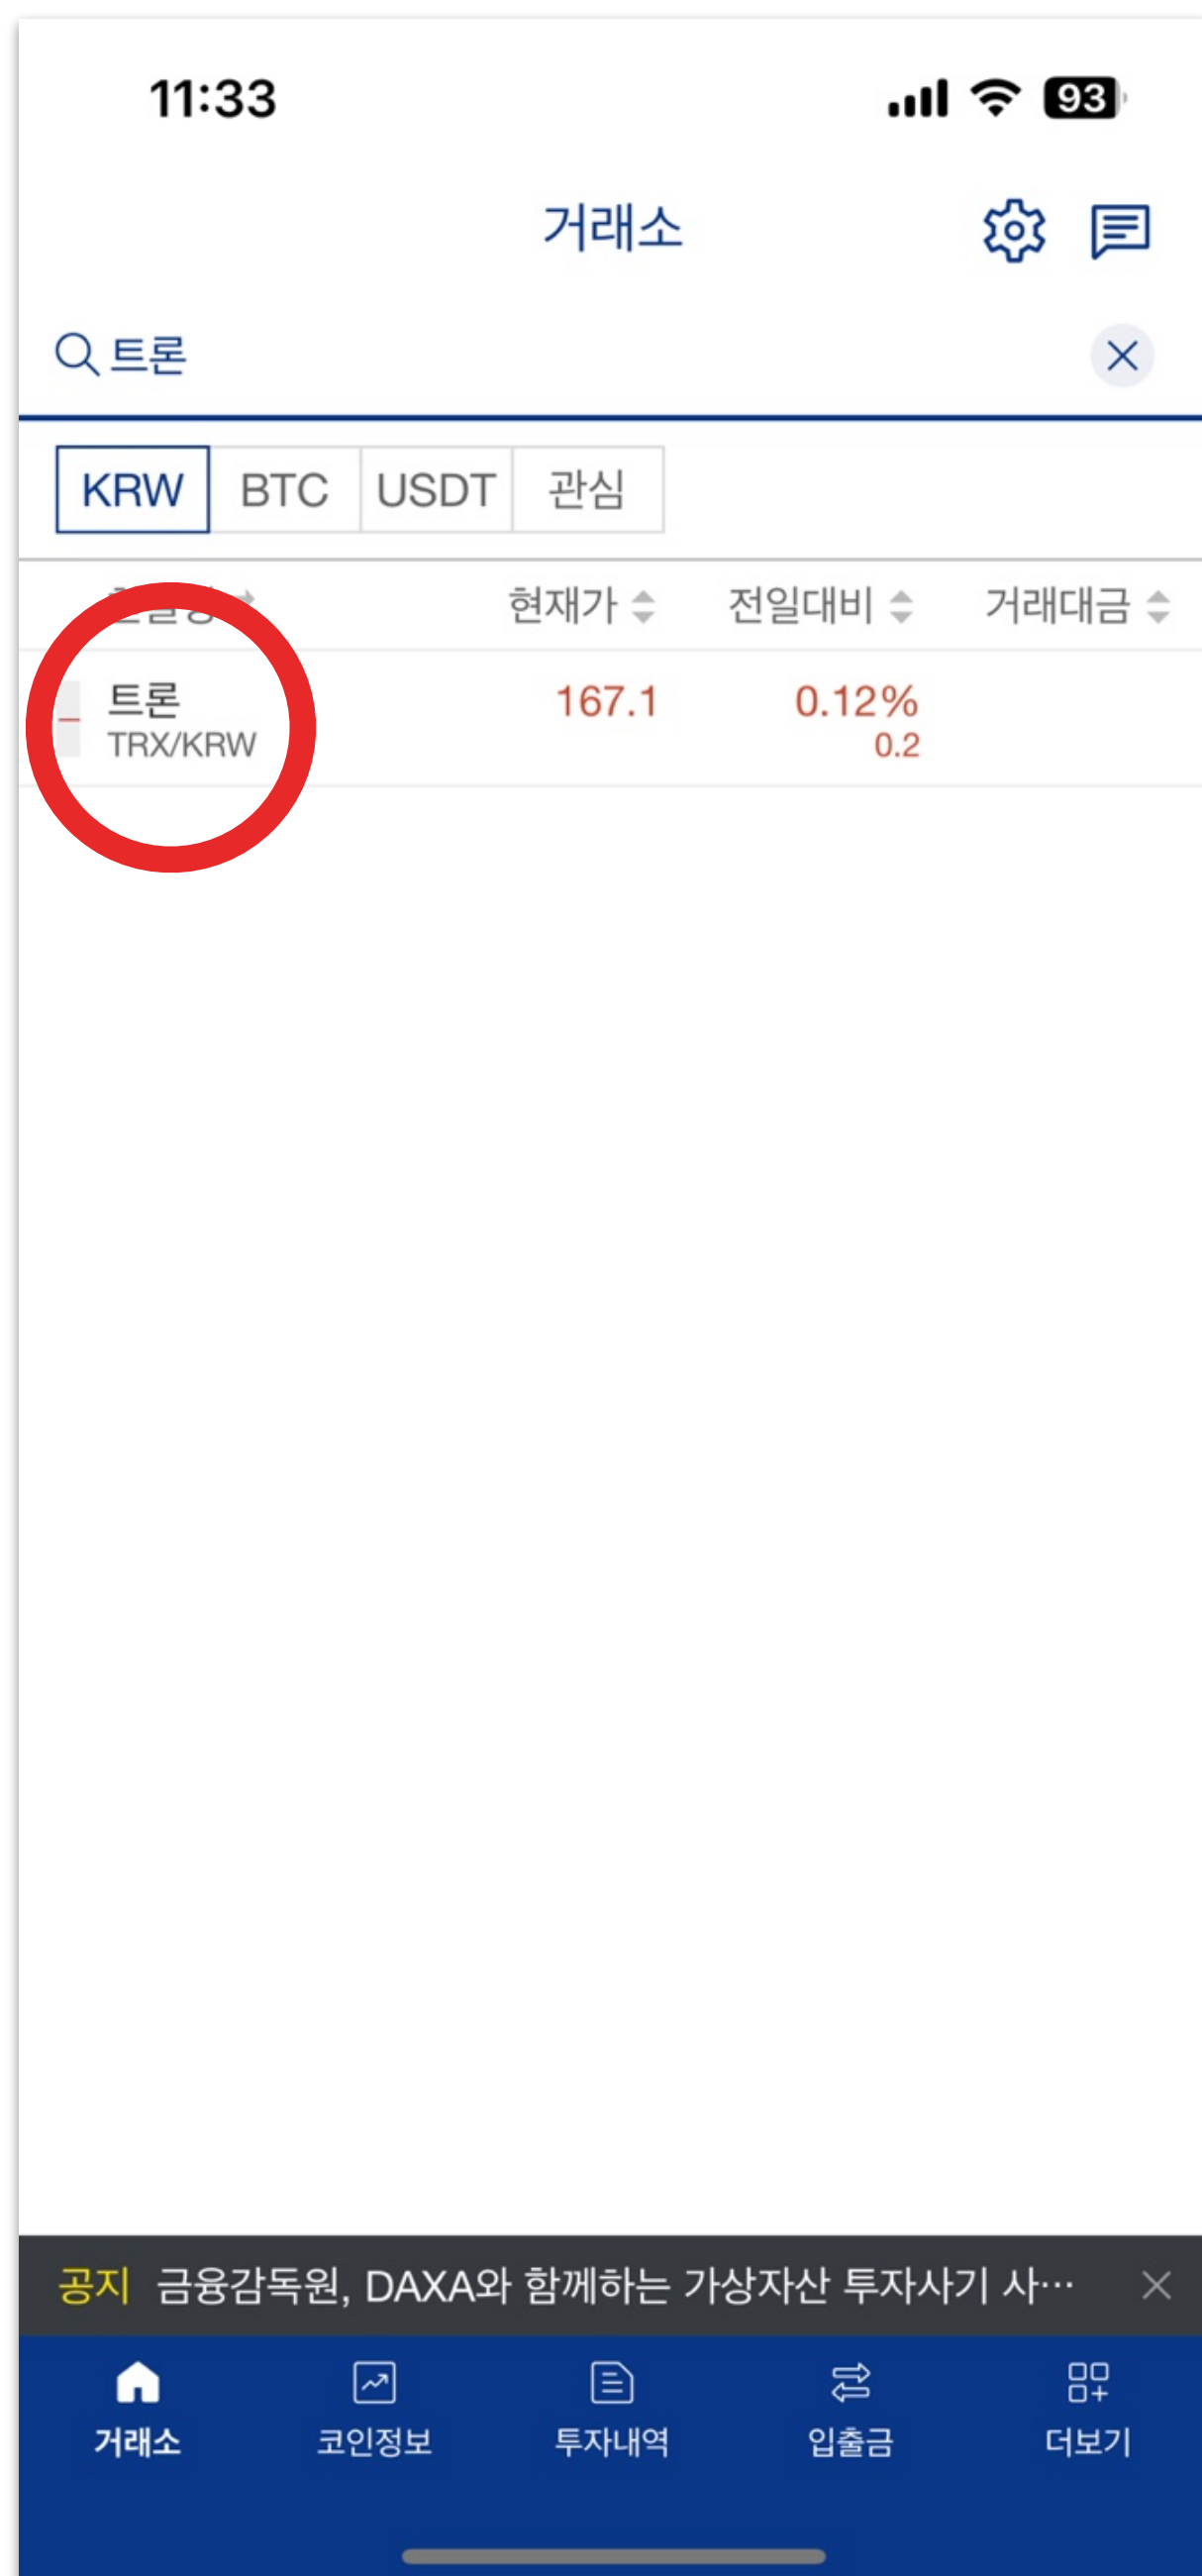 11:33
93
거래소
트론
KRW BTC USDT 관심
현재가 전일대비 거래대금
트론 167.1 0.12%
TRX/KRW 0.2
공지 금융감독원, DAXA와 함께하는 가상자산 투자사기 사…
거래소 코인정보 투자내역 입출금 더보기